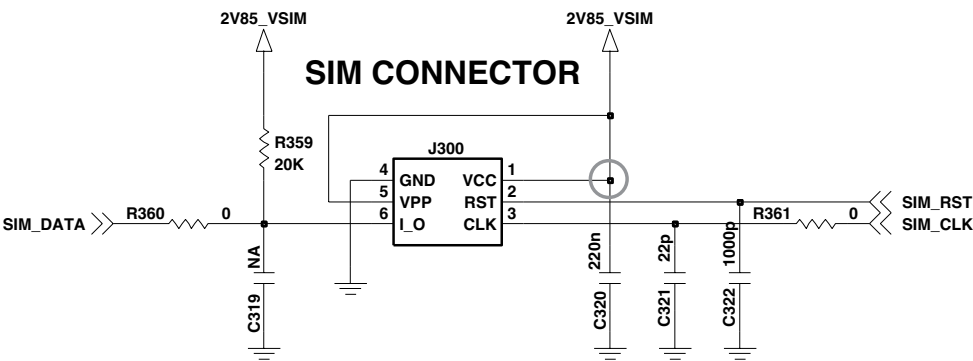 2V85_VSIM
2V85_VSIM
SIM CONNECTOR
R359
20K
J300
4
GND
VCC
1
5
VPP
RST
2
6
I_O
CLK
3
SIM_DATA
R360
0
R361
0
SIM_RST
SIM_CLK
NA
C319
220n
C320
22p
C321
1000p
C322